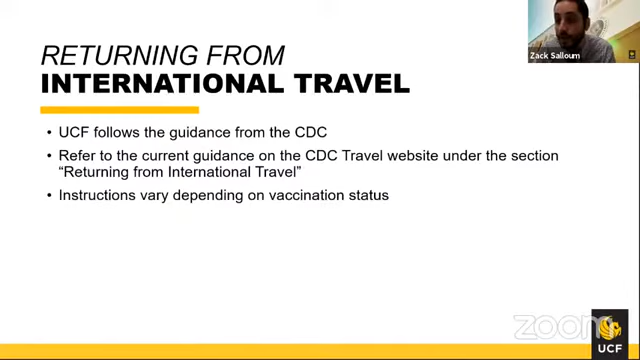 Zack Salloum
RETURNING FROM
INTERNATIONAL TRAVEL
• UCF follows the guidance from the CDC
• Refer to the current guidance on the CDC Travel website under the section
“Returning from International Travel”
• Instructions vary depending on vaccination status
zoom
UCF